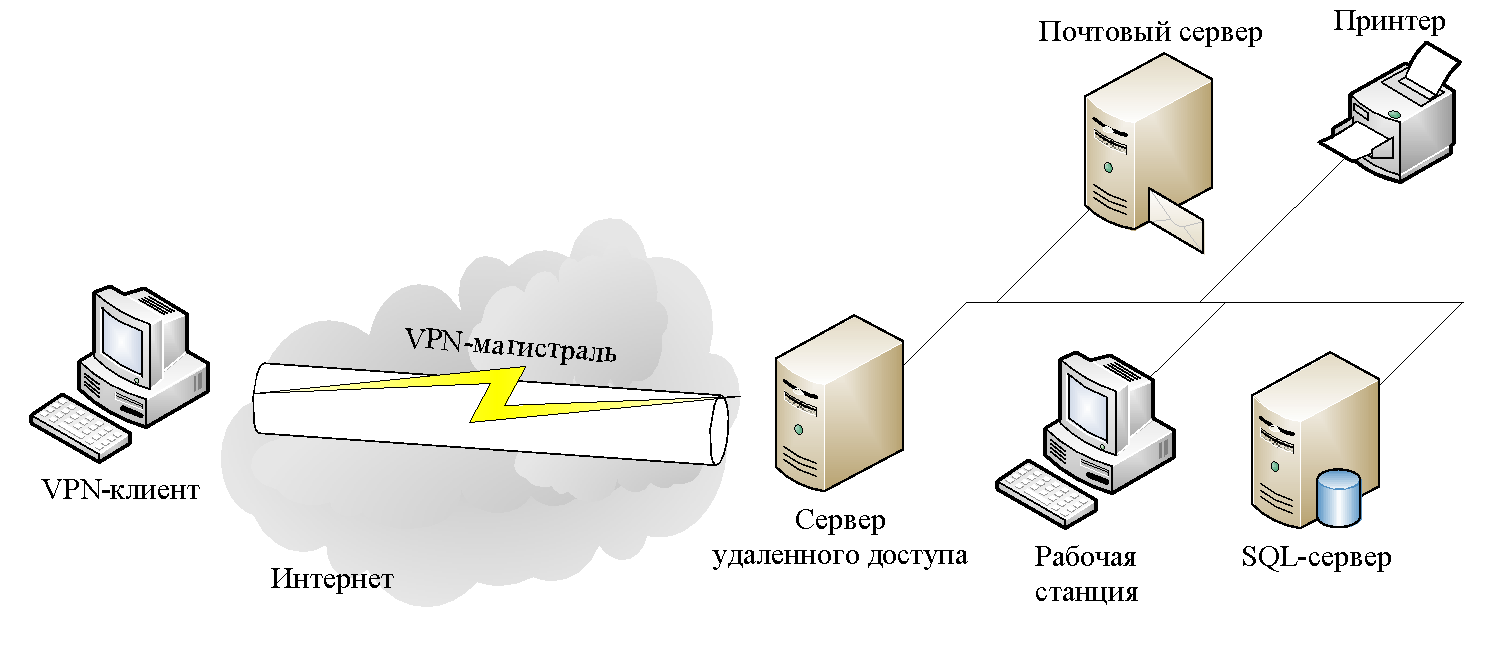 Почтовый сервер
Принтер
VPN-магистраль
VPN-клиент
Интернет
Сервер
удаленного доступа
Рабочая
станция
SQL-сервер